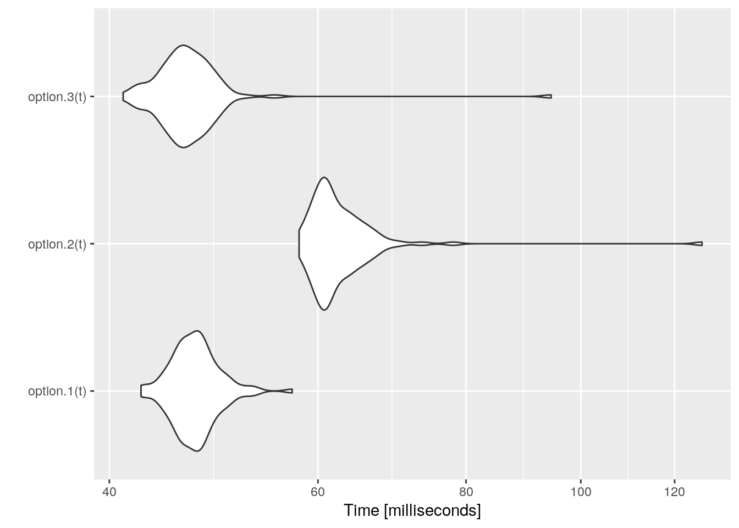 option.3(t)
option.2(t)
option.1(t)
40 60 80 100 120
Time [milliseconds]